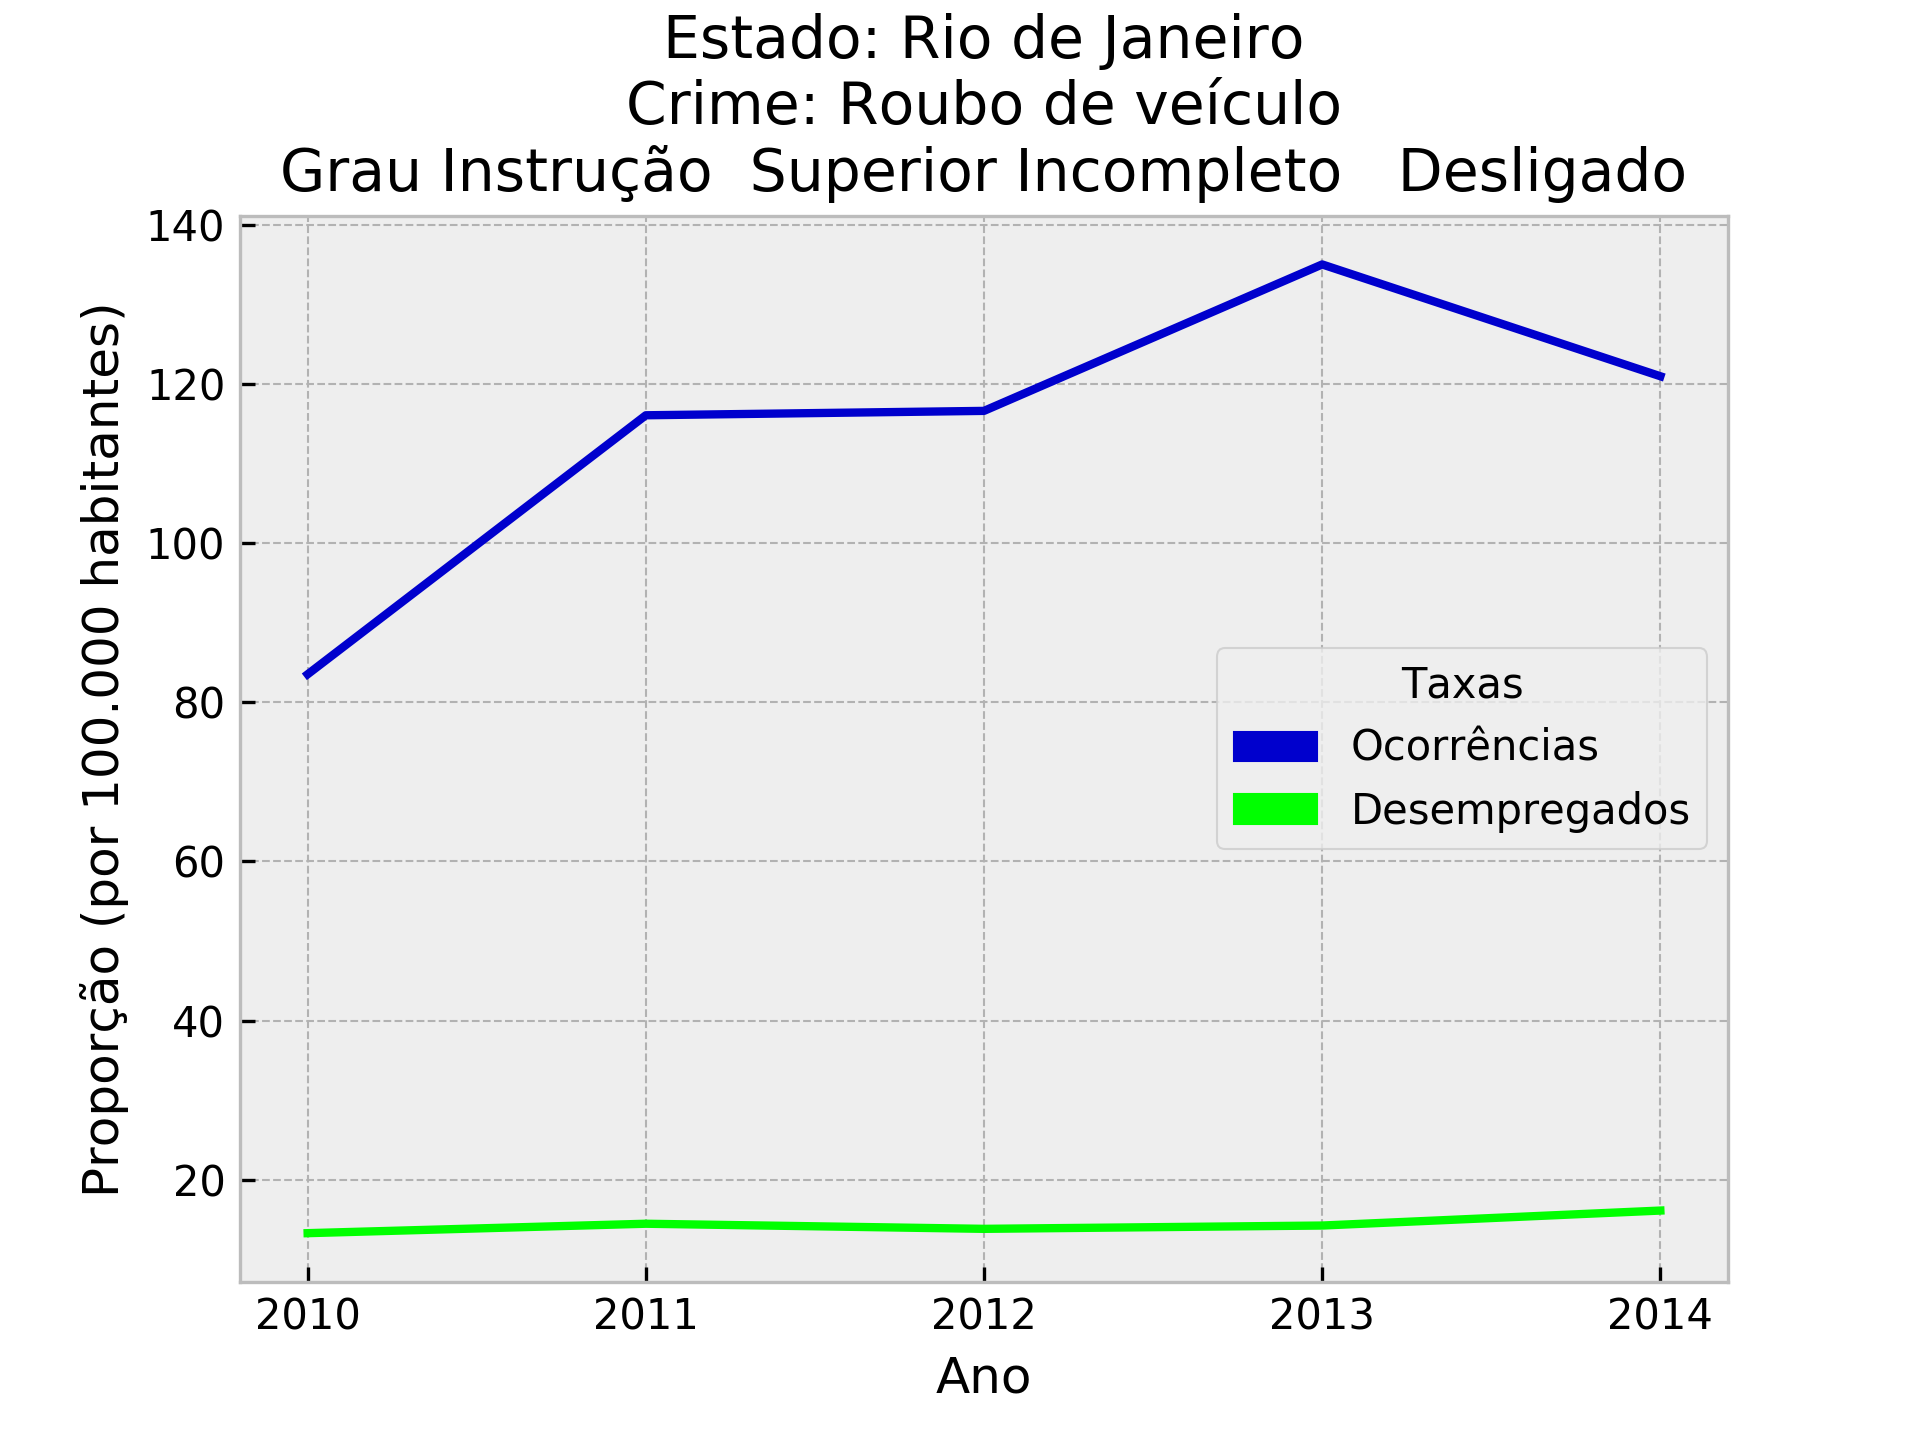 Estado: Rio de Janeiro
Crime: Roubo de veículo
Grau Instrução  Superior Incompleto   Desligado
Proporção (por 100.000 habitantes)
140
120
100
80
60
40
20
Taxas
Ocorrências
Desempregados
2010 2011 2012 2013 2014
Ano